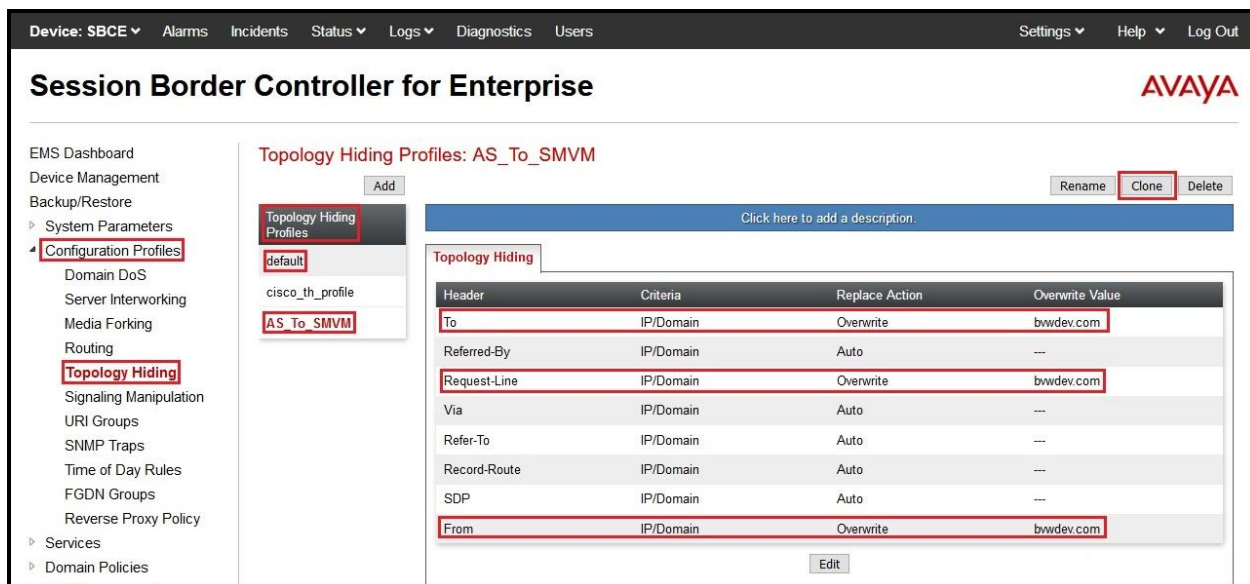 Device: SBCE Alarms Incidents Status Logs Diagnostics Users Settings Help Log Out
Session Border Controller for Enterprise
AVAYA
EMS Dashboard
Device Management
Backup/Restore
System Parameters
Configuration Profiles
Domain DoS
Server Interworking
Media Forking
Routing
Topology Hiding
Signaling Manipulation
URI Groups
SNMP Traps
Time of Day Rules
FGDN Groups
Reverse Proxy Policy
Services
Domain Policies
Topology Hiding Profiles: AS_To_SMVM
Add
Rename Clone Delete
Topology Hiding
Profiles
default
cisco_th_profile
AS_To_SMVM
Click here to add a description.
Topology Hiding
Header Criteria Replace Action Overwrite Value
To IP/Domain Overwrite bvwdev.com
Referred-By IP/Domain Auto ---
Request-Line IP/Domain Overwrite bvwdev.com
Via IP/Domain Auto ---
Refer-To IP/Domain Auto ---
Record-Route IP/Domain Auto ---
SDP IP/Domain Auto ---
From IP/Domain Overwrite bvwdev.com
Edit